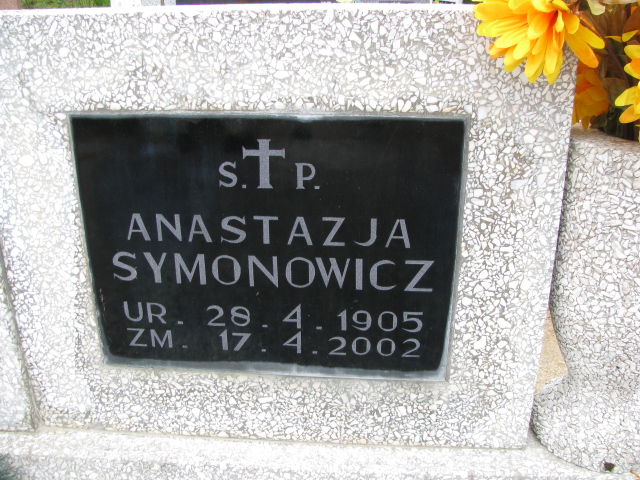 S. P.
ANASTAZJA
SYMONOWICZ
UR. 28.4.1905
ZM. 17.4.2002